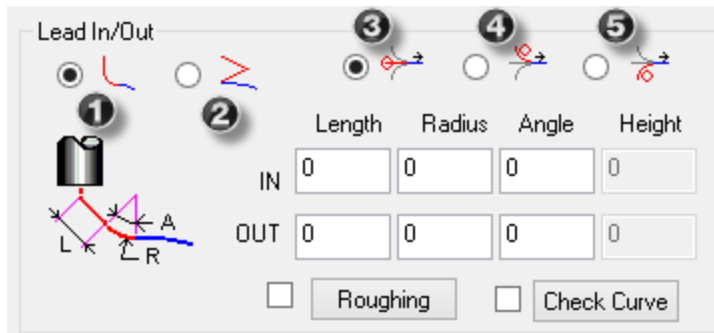 Lead In/Out
3 4 5
1 2
Length Radius Angle Height
IN 0 0 0 0
L A R
OUT 0 0 0 0
Roughing Check Curve